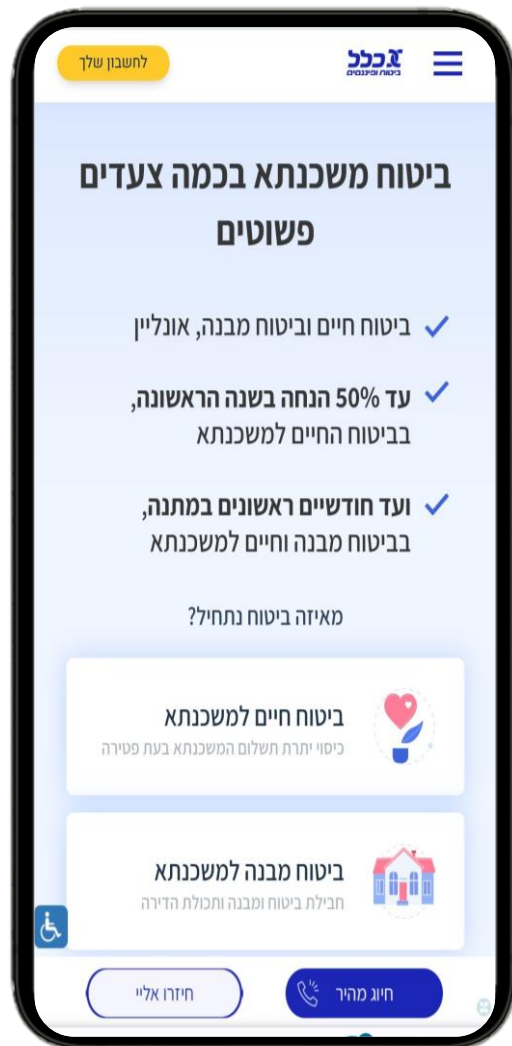 כלל
ביטוח ופיננסים
לחשבון שלך
ביטוח משכנתא בכמה צעדים
פשוטים
ביטוח חיים וביטוח מבנה, אונליין
עד 50% הנחה בשנה הראשונה,
בביטוח החיים למשכנתא
ועד חודשיים ראשונים במתנה,
בביטוח מבנה וחיים למשכנתא
מאיזה ביטוח נתחיל?
ביטוח חיים למשכנתא
כיסוי יתרת תשלום המשכנתא בעת פטירה
ביטוח מבנה למשכנתא
חבילת ביטוח ומבנה ותכולת הדירה
חיוג מהיר
חיזרו אליי